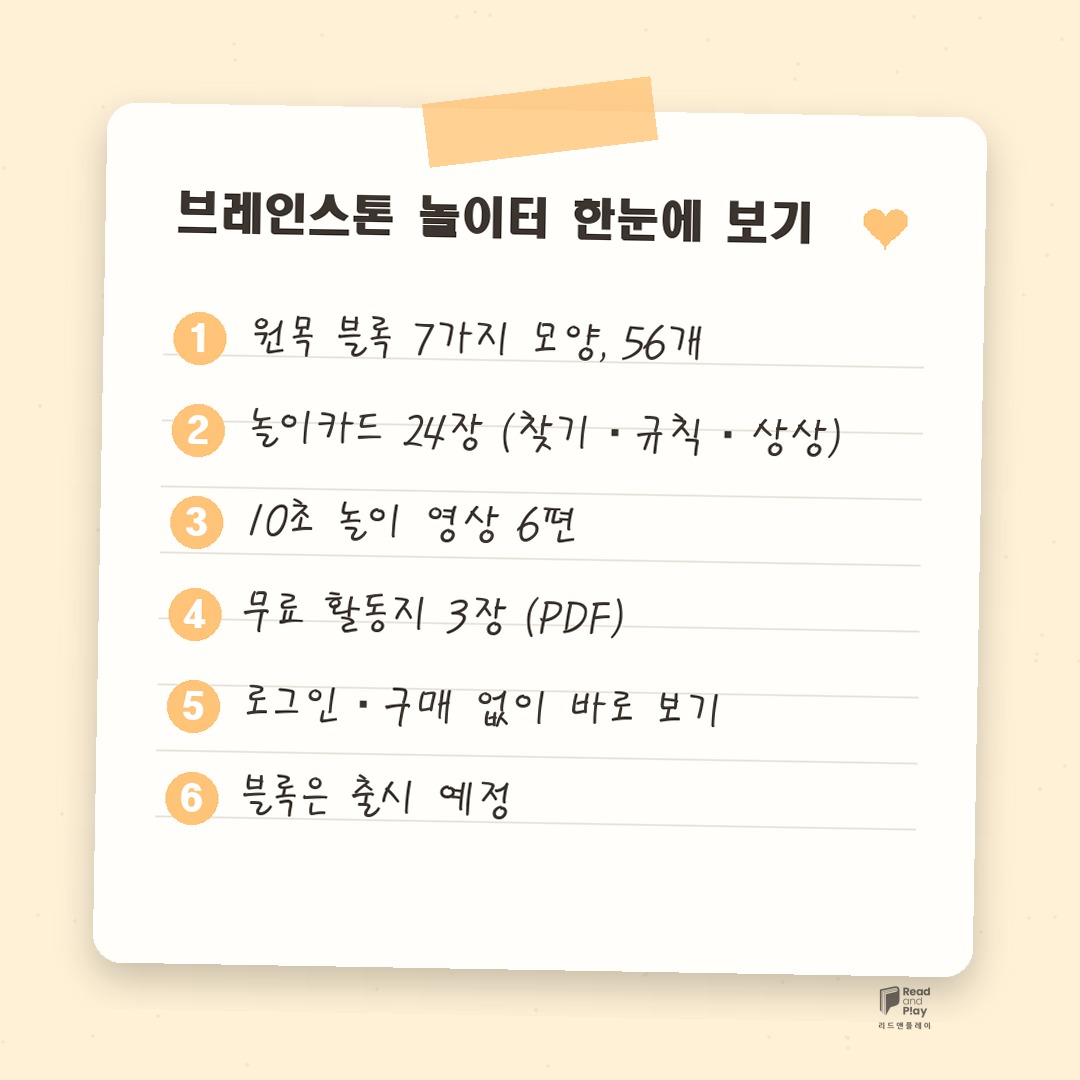 브레인스톤 놀이터 한눈에 보기
1 원목 블록 7가지 모양, 56개
2 놀이카드 24장 (찾기 · 규칙 · 상상)
3 10초 놀이 영상 6편
4 무료 활동지 3장 (PDF)
5 로그인 · 구매 없이 바로 보기
6 블록은 출시 예정
Read
and
Play
리드앤플레이